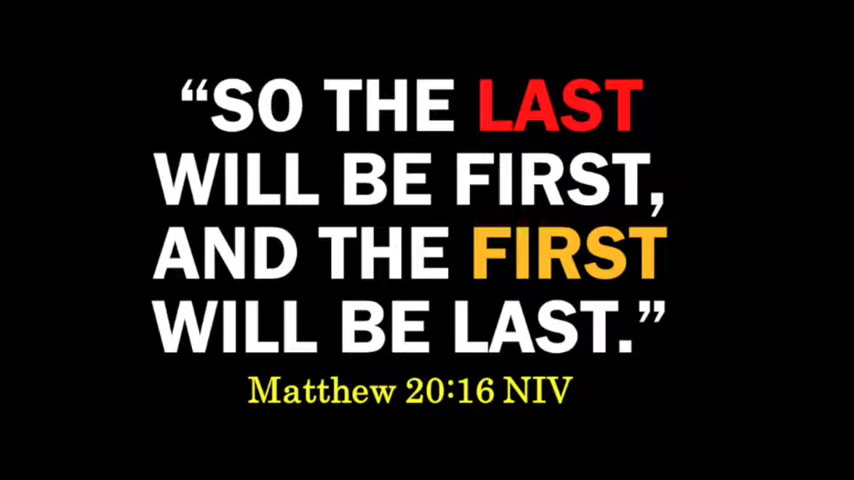 “SO THE LAST
WILL BE FIRST,
AND THE FIRST
WILL BE LAST.”
Matthew 20:16 NIV